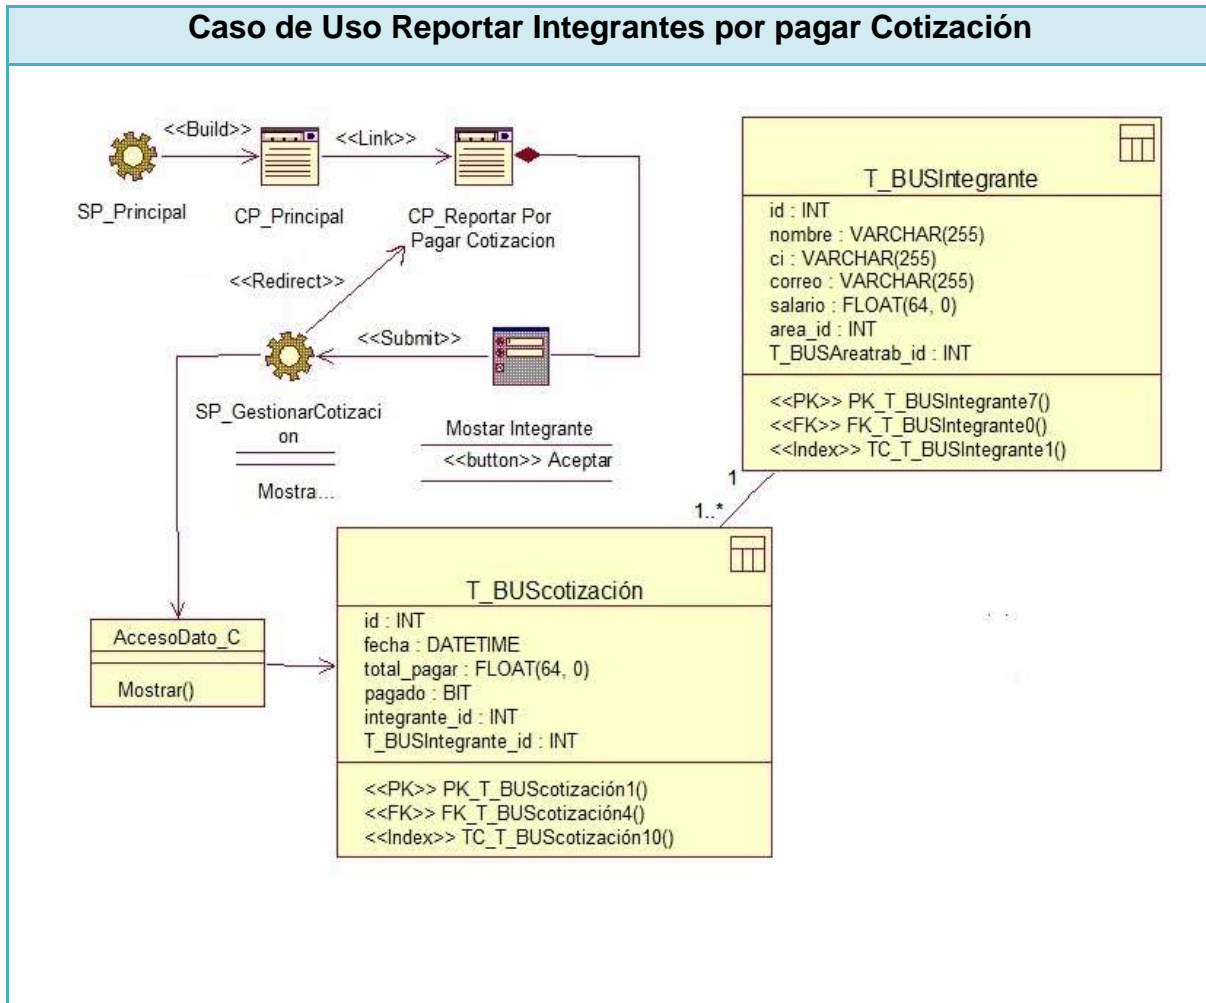 Caso de Uso Reportar Integrantes por pagar Cotización
<<Build>>
<<Link>>
SP_Principal
CP_Principal
CP_Reportar Por
Pagar Cotizacion
<<Redirect>>
<<Submit>>
SP_GestionarCotizaci
on
Mostra...
Mostar Integrante
<<button>> Aceptar
T_BUSIntegrante
id : INT
nombre : VARCHAR(255)
ci : VARCHAR(255)
correo : VARCHAR(255)
salario : FLOAT(64, 0)
area_id : INT
T_BUSAreatrab_id : INT
<<PK>> PK_T_BUSIntegrante7()
<<FK>> FK_T_BUSIntegrante0()
<<Index>> TC_T_BUSIntegrante1()
1
1..*
AccesoDato_C
Mostrar()
T_BUScotización
id : INT
fecha : DATETIME
total_pagar : FLOAT(64, 0)
pagado : BIT
integrante_id : INT
T_BUSIntegrante_id : INT
<<PK>> PK_T_BUScotización1()
<<FK>> FK_T_BUScotización4()
<<Index>> TC_T_BUScotización10()